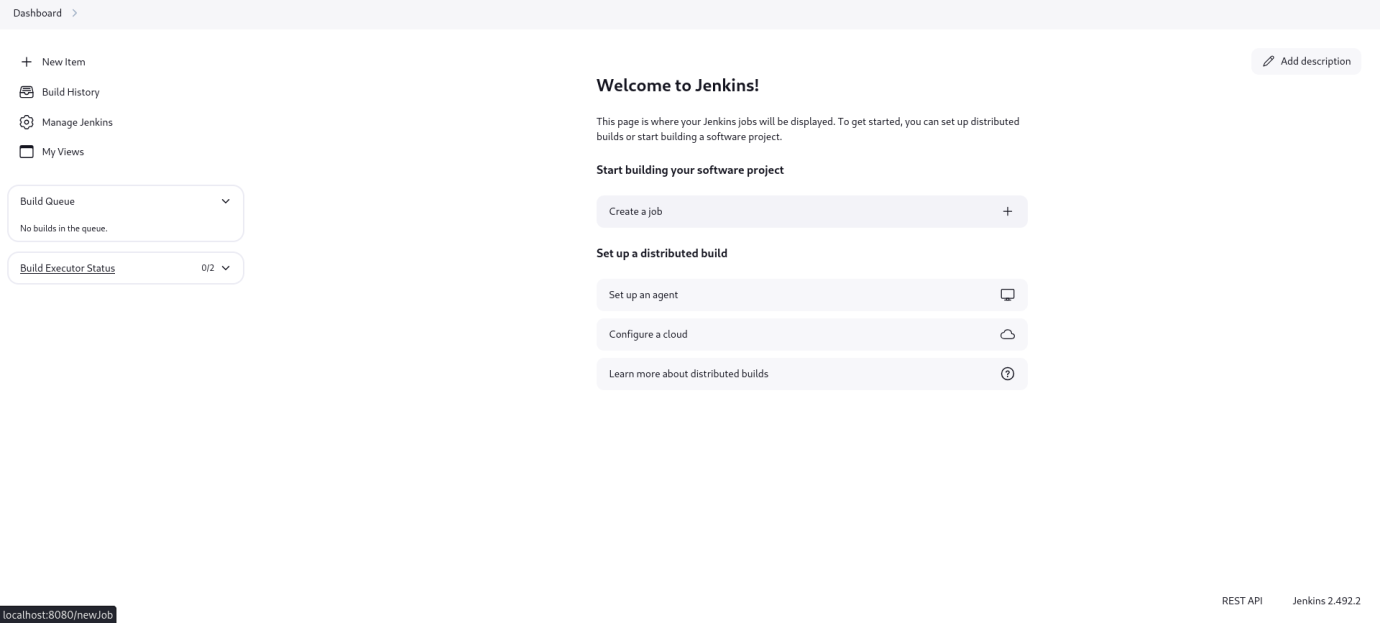 Dashboard
New Item
Build History
Manage Jenkins
My Views
Build Queue
No builds in the queue.
Build Executor Status 0/2
Add description
Welcome to Jenkins!
This page is where your Jenkins jobs will be displayed. To get started, you can set up distributed
builds or start building a software project.
Start building your software project
Create a job
Set up a distributed build
Set up an agent
Configure a cloud
Learn more about distributed builds
REST API Jenkins 2.492.2
localhost:8080/newJob